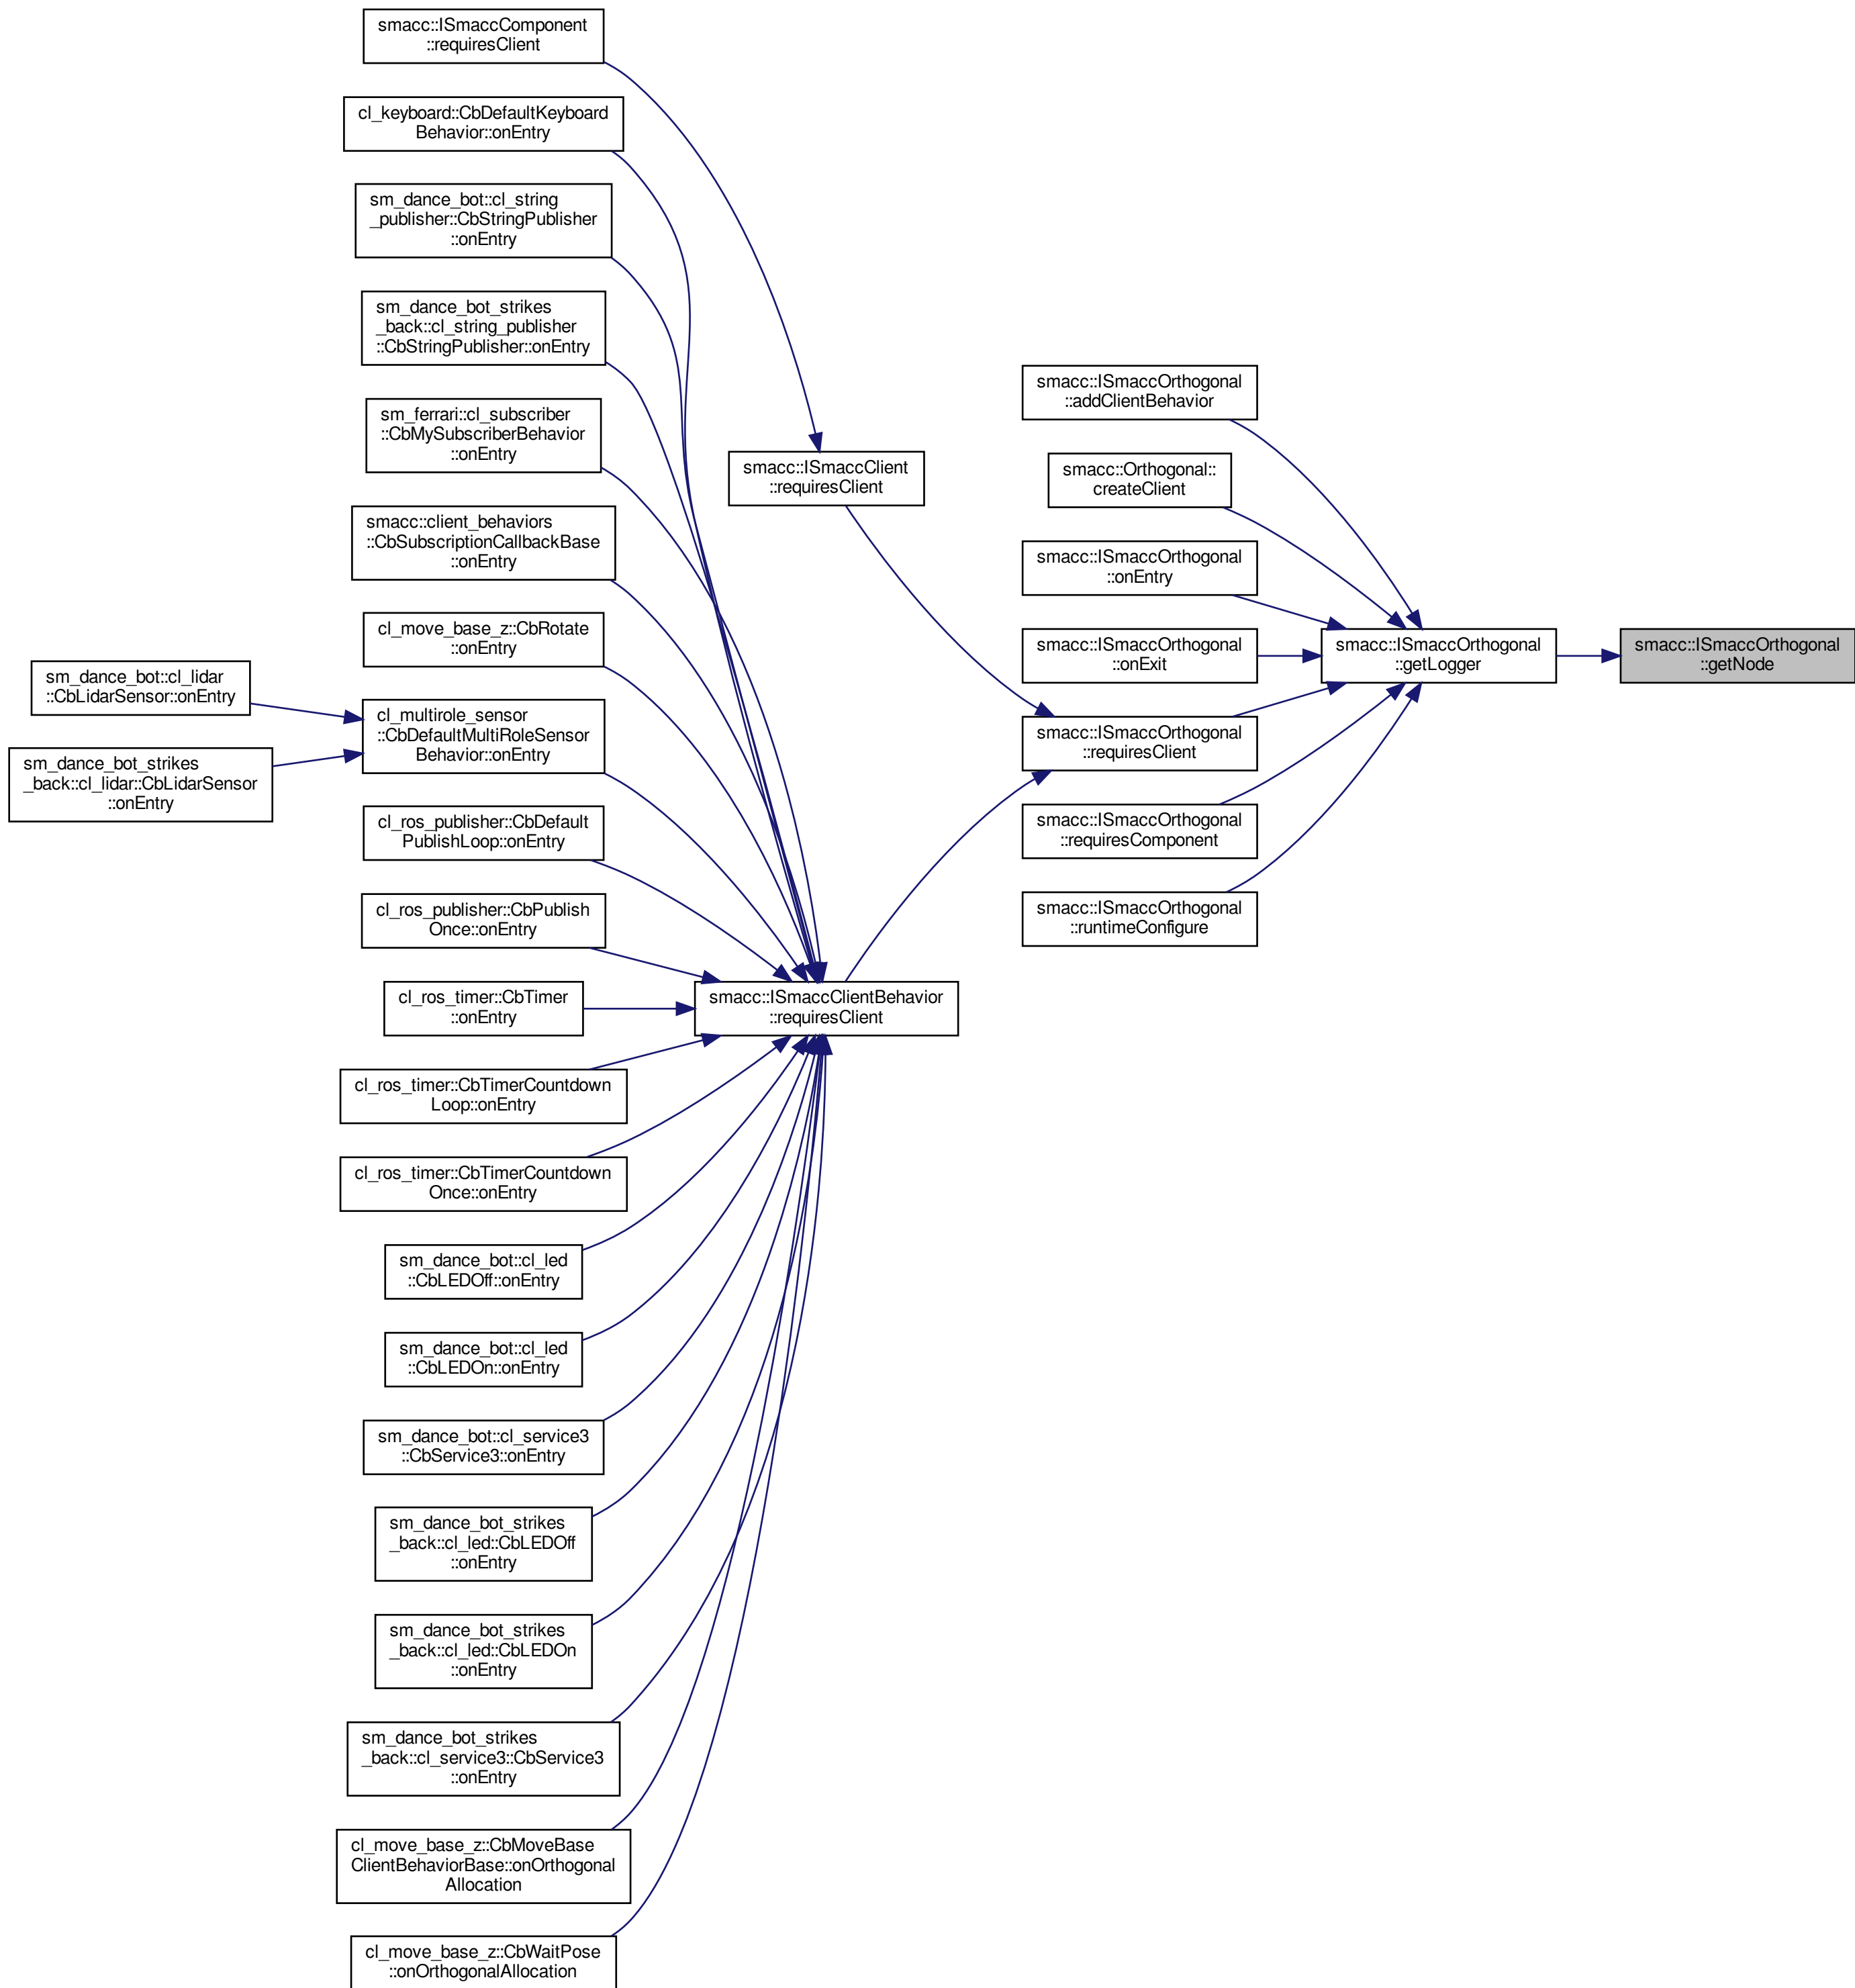 smacc::ISmaccComponent
::requiresClient
cl_keyboard::CbDefaultKeyboard
Behavior::onEntry
sm_dance_bot::cl_string
_publisher::CbStringPublisher
::onEntry
sm_dance_bot_strikes
_back::cl_string_publisher
::CbStringPublisher::onEntry
sm_ferrari::cl_subscriber
::CbMySubscriberBehavior
::onEntry
smacc::client_behaviors
::CbSubscriptionCallbackBase
::onEntry
cl_move_base_z::CbRotate
::onEntry
sm_dance_bot::cl_lidar
::CbLidarSensor::onEntry
sm_dance_bot_strikes
_back::cl_lidar::CbLidarSensor
::onEntry
cl_multirole_sensor
::CbDefaultMultiRoleSensor
Behavior::onEntry
cl_ros_publisher::CbDefault
PublishLoop::onEntry
cl_ros_publisher::CbPublish
Once::onEntry
cl_ros_timer::CbTimer
::onEntry
cl_ros_timer::CbTimerCountdown
Loop::onEntry
cl_ros_timer::CbTimerCountdown
Once::onEntry
sm_dance_bot::cl_led
::CbLEDOff::onEntry
sm_dance_bot::cl_led
::CbLEDOn::onEntry
sm_dance_bot::cl_service3
::CbService3::onEntry
sm_dance_bot_strikes
_back::cl_led::CbLEDOff
::onEntry
sm_dance_bot_strikes
_back::cl_led::CbLEDOn
::onEntry
sm_dance_bot_strikes
_back::cl_service3::CbService3
::onEntry
cl_move_base_z::CbMoveBase
ClientBehaviorBase::onOrthogonal
Allocation
cl_move_base_z::CbWaitPose
::onOrthogonalAllocation
smacc::ISmaccClient
::requiresClient
smacc::ISmaccClientBehavior
::requiresClient
smacc::ISmaccOrthogonal
::addClientBehavior
smacc::Orthogonal::
createClient
smacc::ISmaccOrthogonal
::onEntry
smacc::ISmaccOrthogonal
::onExit
smacc::ISmaccOrthogonal
::requiresClient
smacc::ISmaccOrthogonal
::requiresComponent
smacc::ISmaccOrthogonal
::runtimeConfigure
smacc::ISmaccOrthogonal
::getLogger
smacc::ISmaccOrthogonal
::getNode